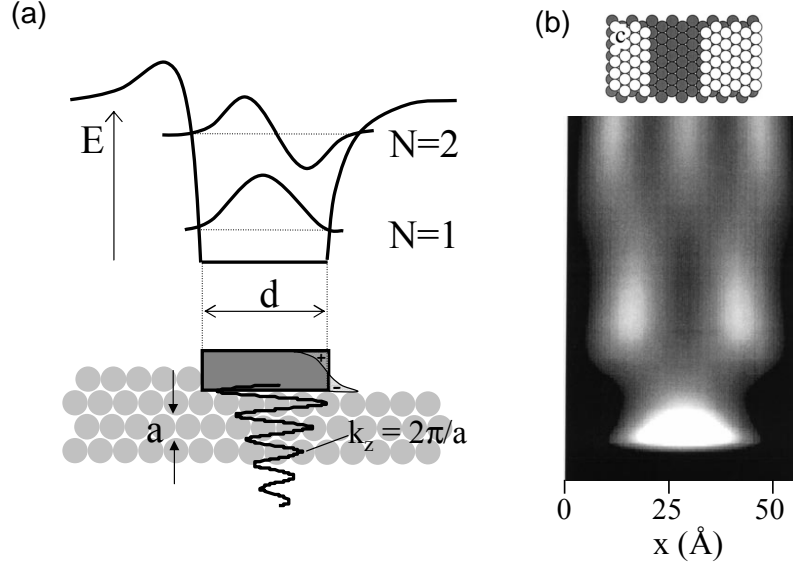 (a)
E
N=2
N=1
d
+
-
a
k_z = 2π/a
(b)
c
0 25 50
x (Å)